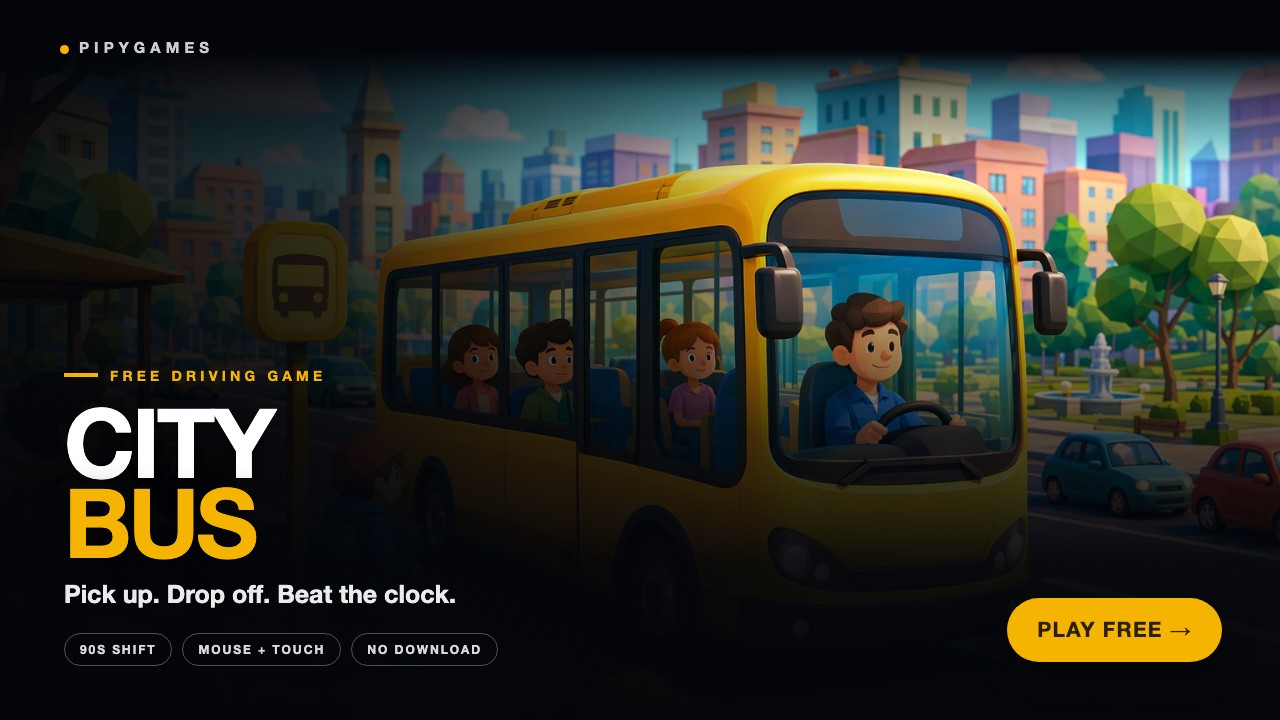 PIPYGAMES
FREE DRIVING GAME
CITY
BUS
Pick up. Drop off. Beat the clock.
90S SHIFT
MOUSE + TOUCH
NO DOWNLOAD
PLAY FREE →